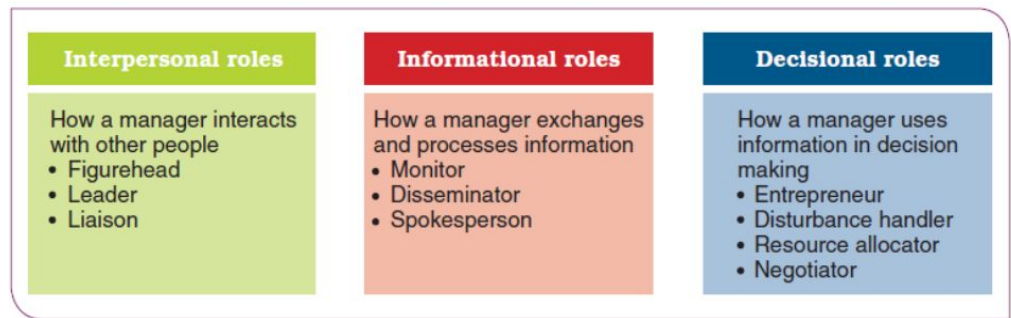 Interpersonal roles
How a manager interacts
with other people
• Figurehead
• Leader
• Liaison
Informational roles
How a manager exchanges
and processes information
• Monitor
• Disseminator
• Spokesperson
Decisional roles
How a manager uses
information in decision
making
• Entrepreneur
• Disturbance handler
• Resource allocator
• Negotiator